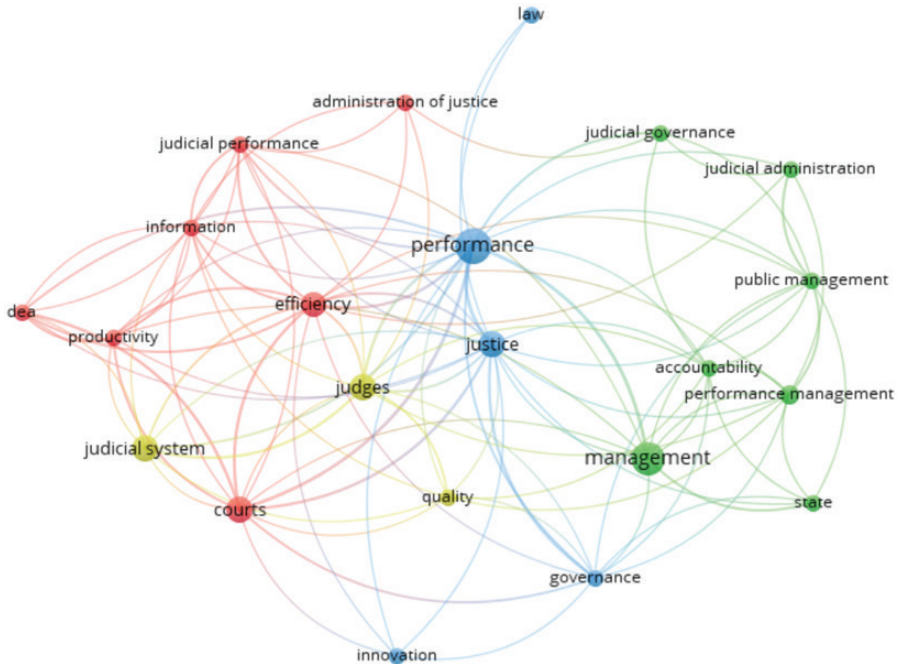 law
administration of justice
judicial performance
judicial governance
judicial administration
information
performance
public management
dea
efficiency
productivity
justice
accountability
judges
performance management
judicial system
management
quality
courts
state
governance
innovation